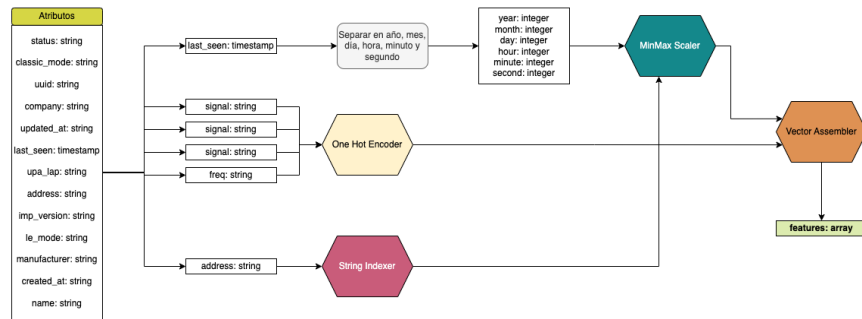 Atributos
status: string
classic_mode: string
uuid: string
company: string
updated_at: string
last_seen: timestamp
upa_lap: string
address: string
imp_version: string
le_mode: string
manufacturer: string
created_at: string
name: string
last_seen: timestamp
Separar en año, mes,
día, hora, minuto y
segundo
year: integer
month: integer
day: integer
hour: integer
minute: integer
second: integer
MinMax Scaler
signal: string
signal: string
signal: string
freq: string
One Hot Encoder
Vector Assembler
features: array
address: string
String Indexer